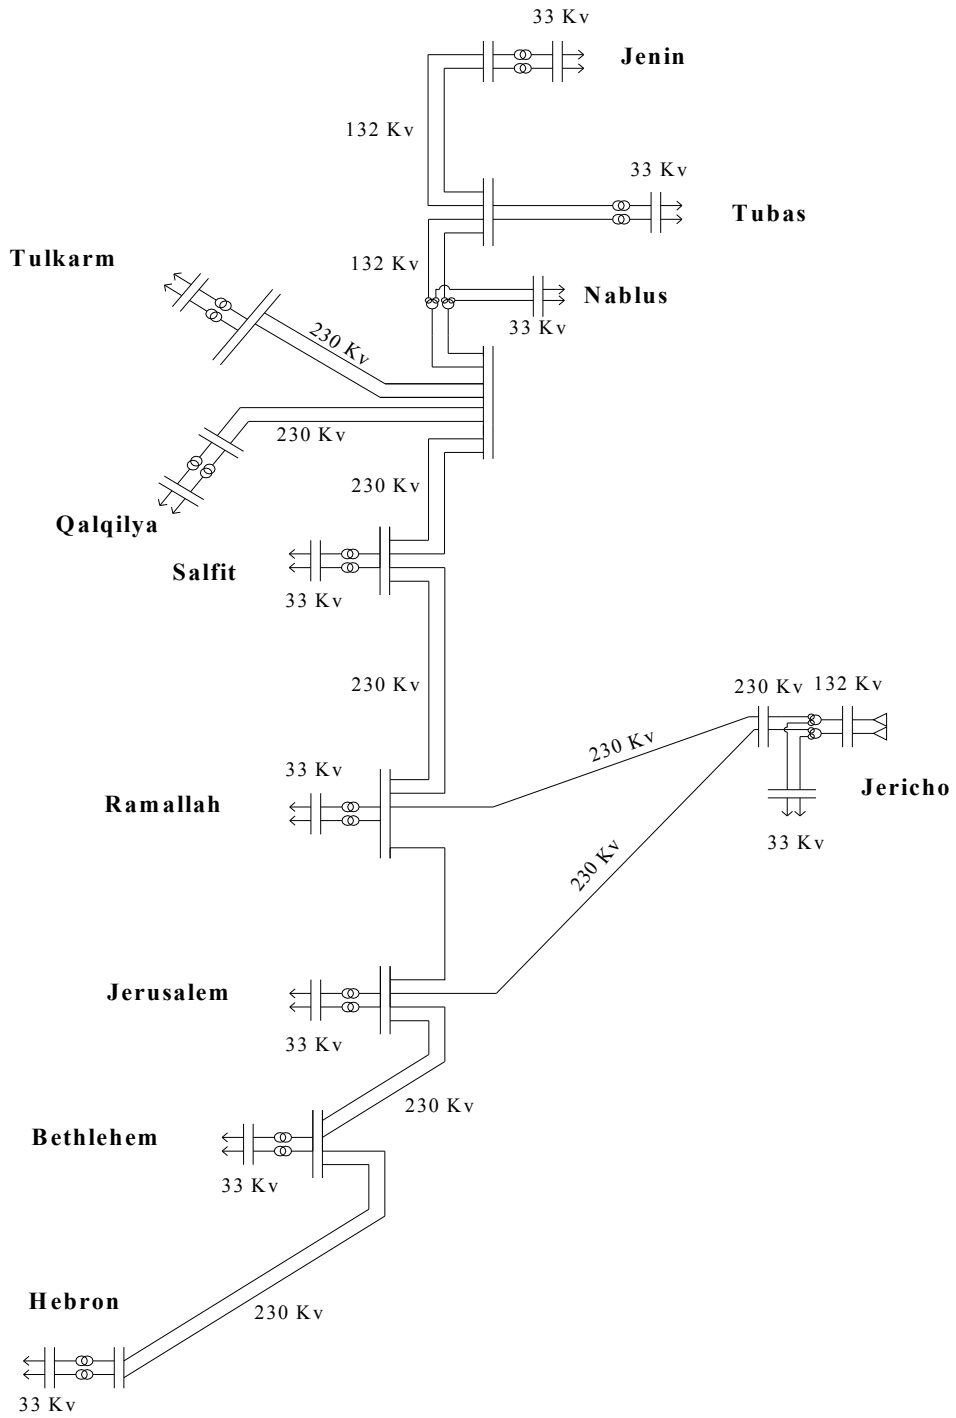 33 Kv
Jenin
132 Kv
33 Kv
Tubas
Tulkarm
132 Kv
Nablus
33 Kv
230 Kv
230 Kv
230 Kv
Qalqilya
Salfit
33 Kv
230 Kv
230 Kv
132 Kv
230 Kv
33 Kv
Ramallah
Jericho
33 Kv
230 Kv
Jerusalem
33 Kv
230 Kv
Bethlehem
33 Kv
Hebron
230 Kv
33 Kv